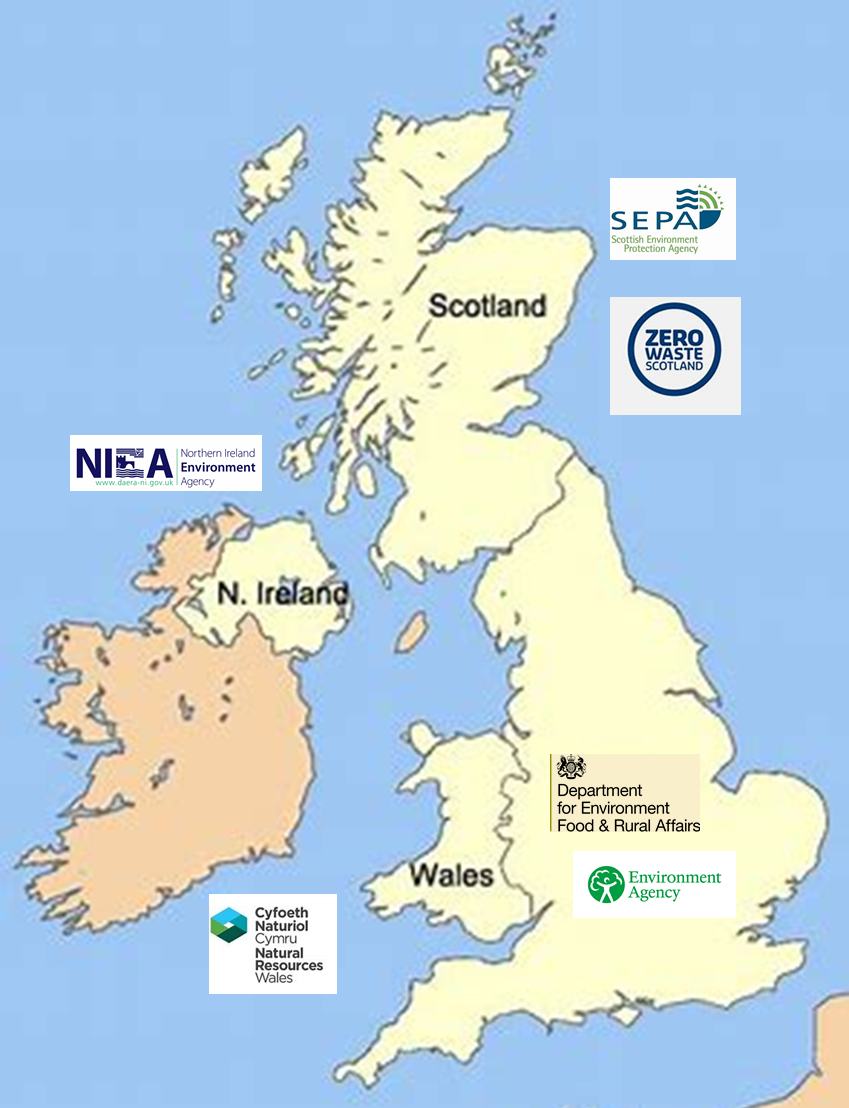 SEPA
Scottish Environment
Protection Agency
Scotland
ZERO
WASTE
SCOTLAND
NIEA
www.daera-ni.gov.uk
Northern Ireland
Environment
Agency
N. Ireland
Department
for Environment
Food & Rural Affairs
Wales
Environment
Agency
Cyfoeth
Naturiol
Cymru
Natural
Resources
Wales